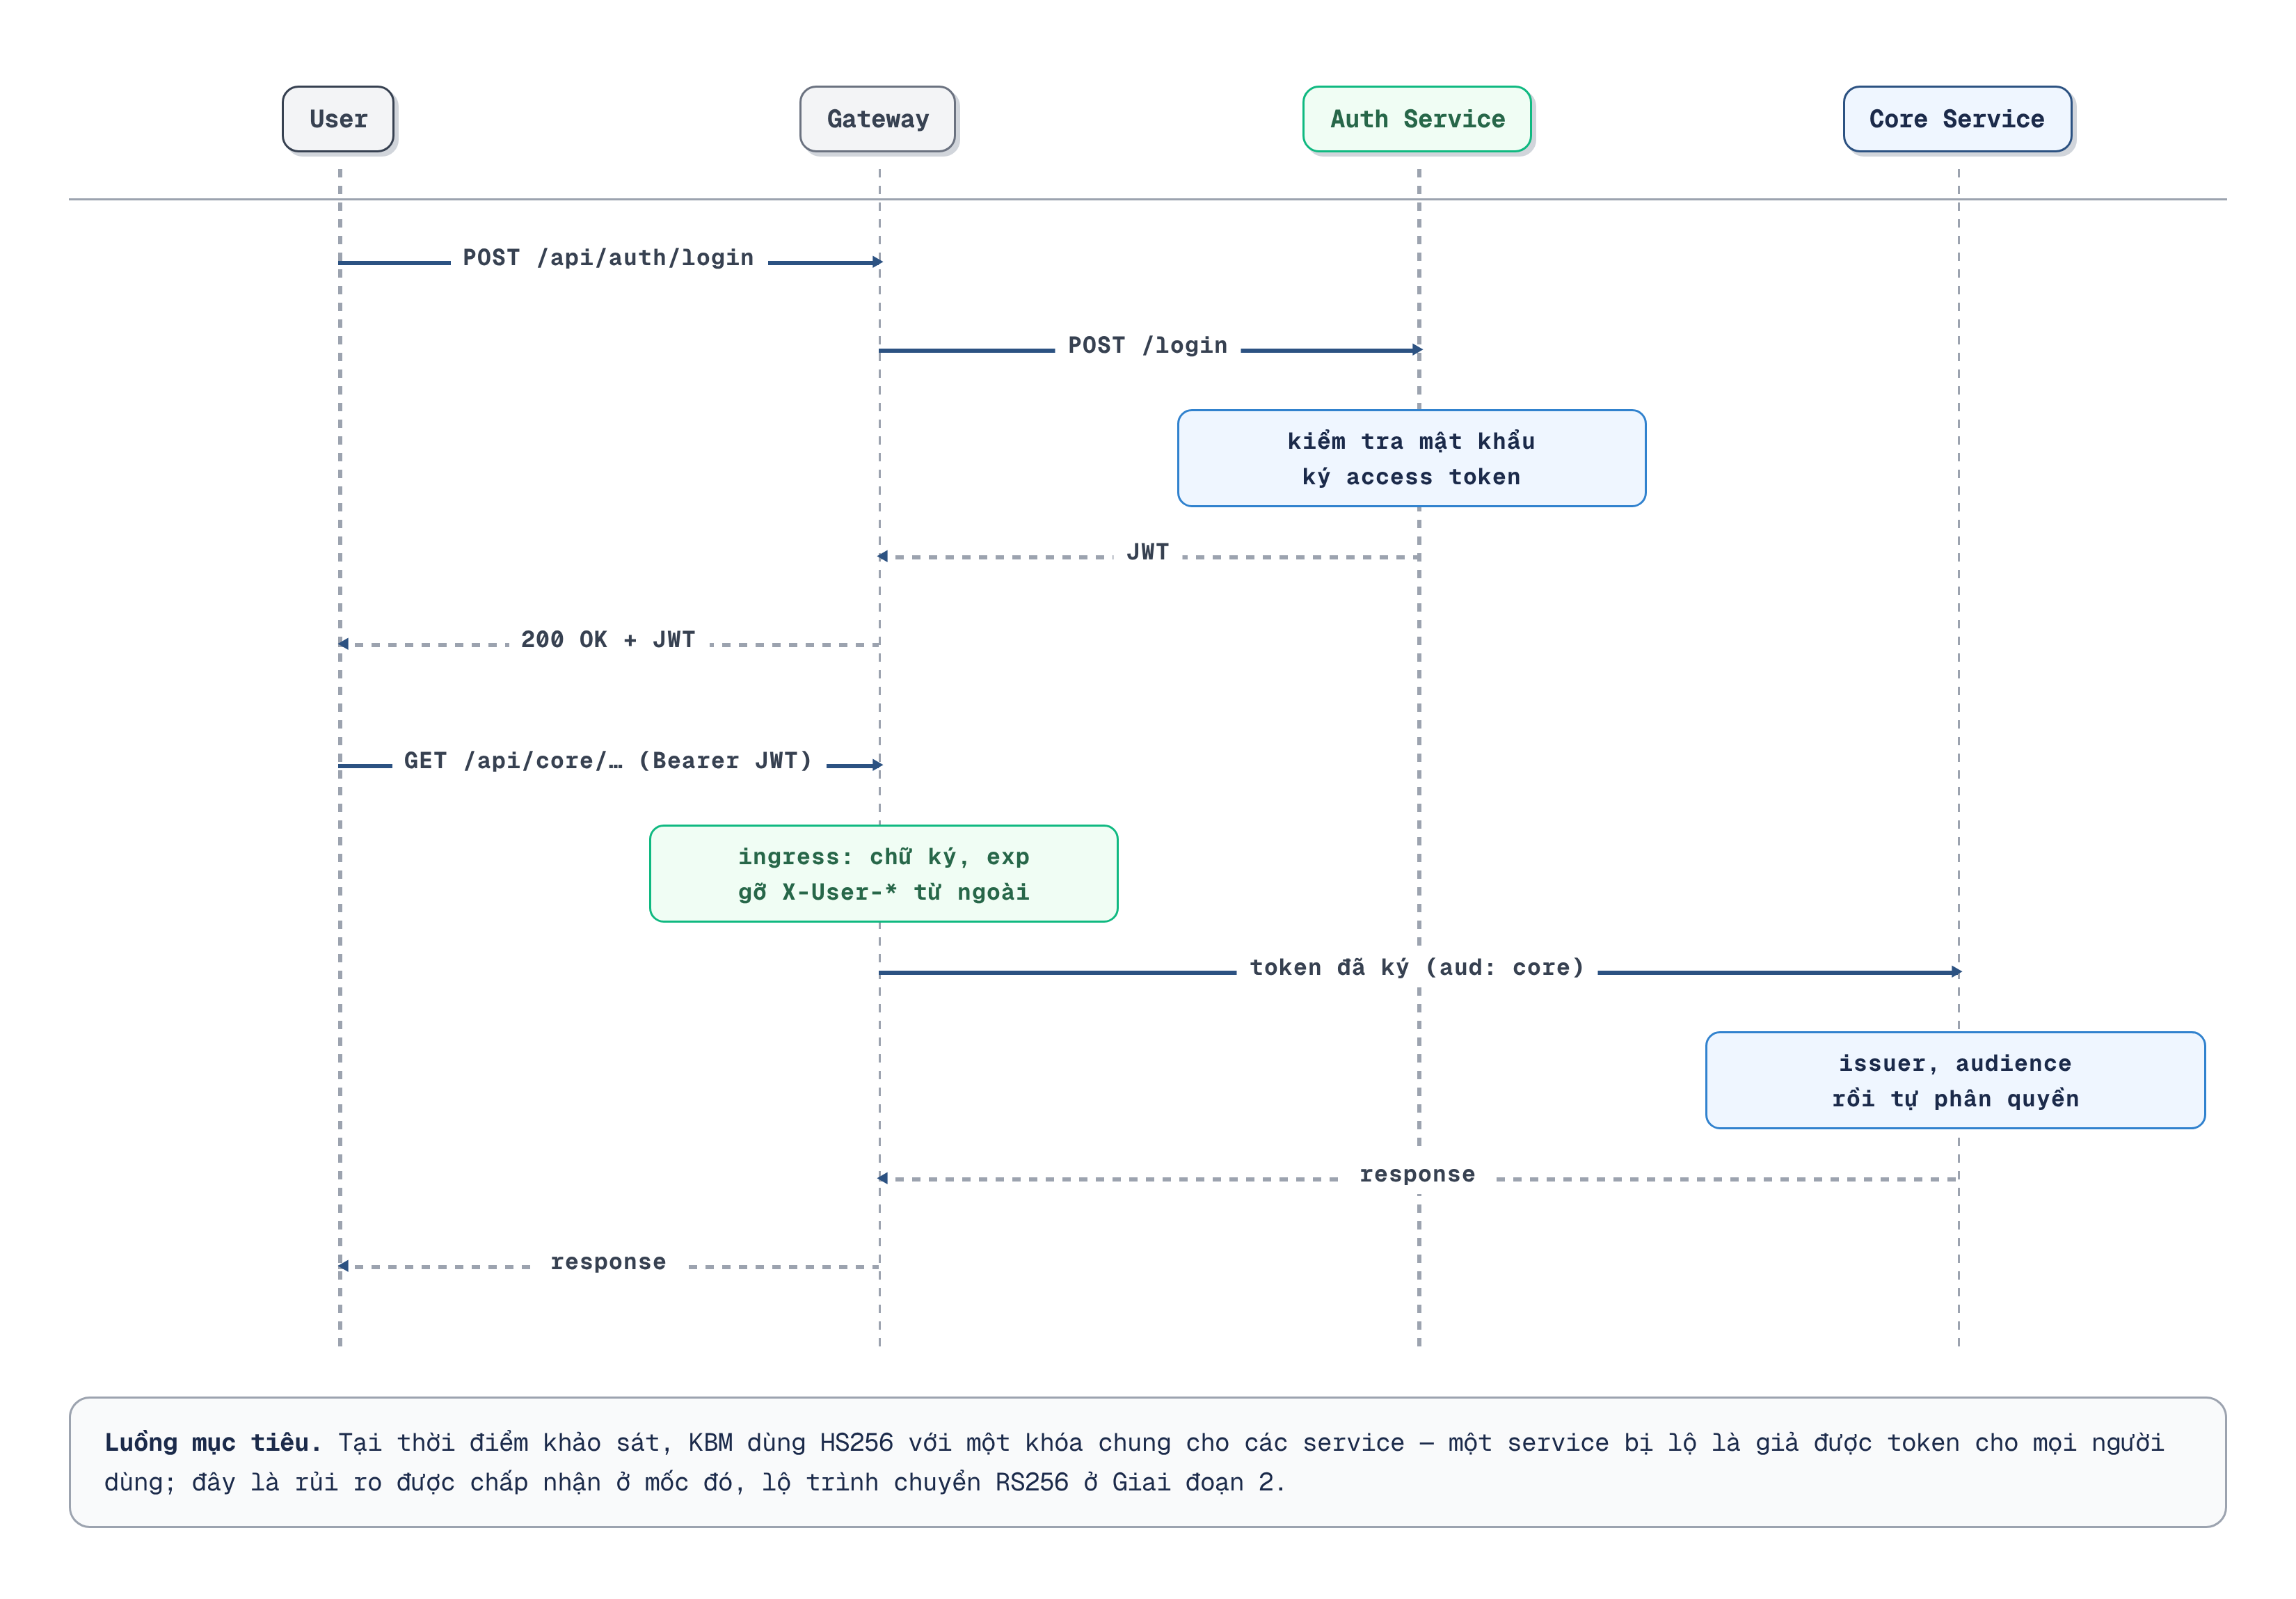 User
Gateway
Auth Service
Core Service
POST /api/auth/login
POST /login
kiểm tra mật khẩu
ký access token
JWT
200 OK + JWT
GET /api/core/… (Bearer JWT)
ingress: chữ ký, exp
gỡ X-User-* từ ngoài
token đã ký (aud: core)
issuer, audience
rồi tự phân quyền
response
response
Luồng mục tiêu. Tại thời điểm khảo sát, KBM dùng HS256 với một khóa chung cho các service — một service bị lộ là giả được token cho mọi người
dùng; đây là rủi ro được chấp nhận ở mốc đó, lộ trình chuyển RS256 ở Giai đoạn 2.